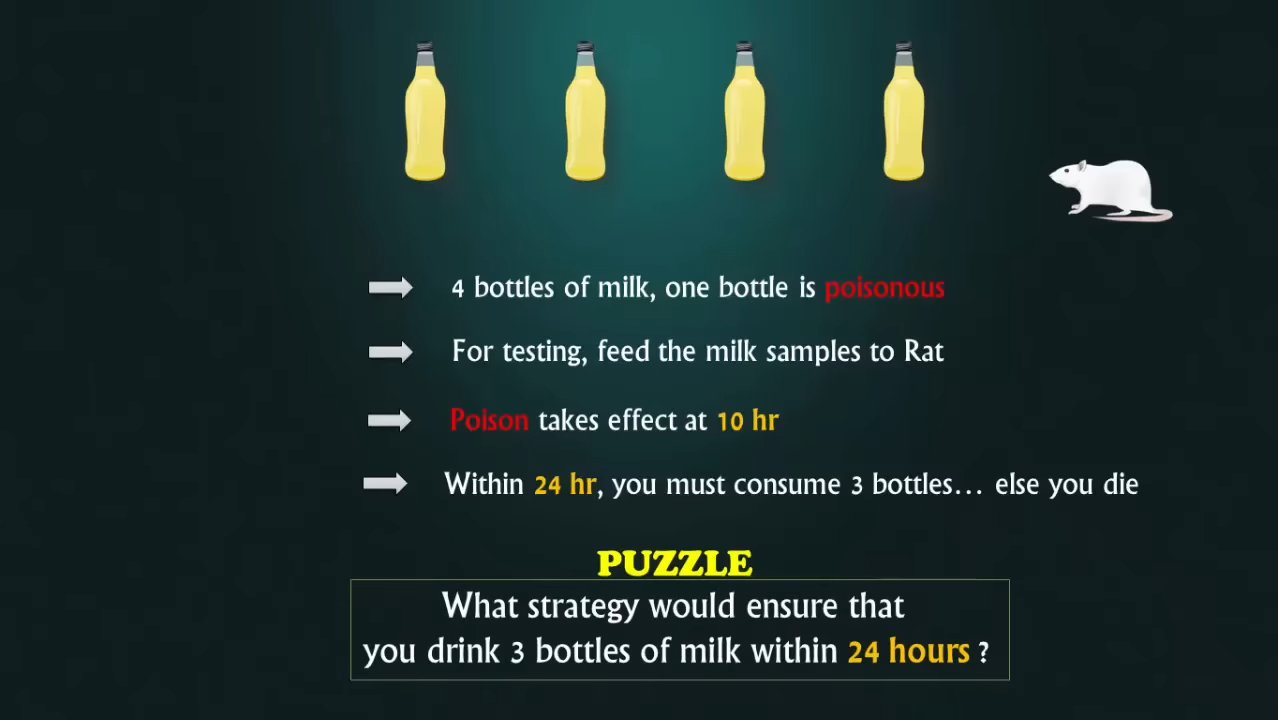 4 bottles of milk, one bottle is poisonous
For testing, feed the milk samples to Rat
Poison takes effect at 10 hr
Within 24 hr, you must consume 3 bottles... else you die
PUZZLE
What strategy would ensure that
you drink 3 bottles of milk within 24 hours ?